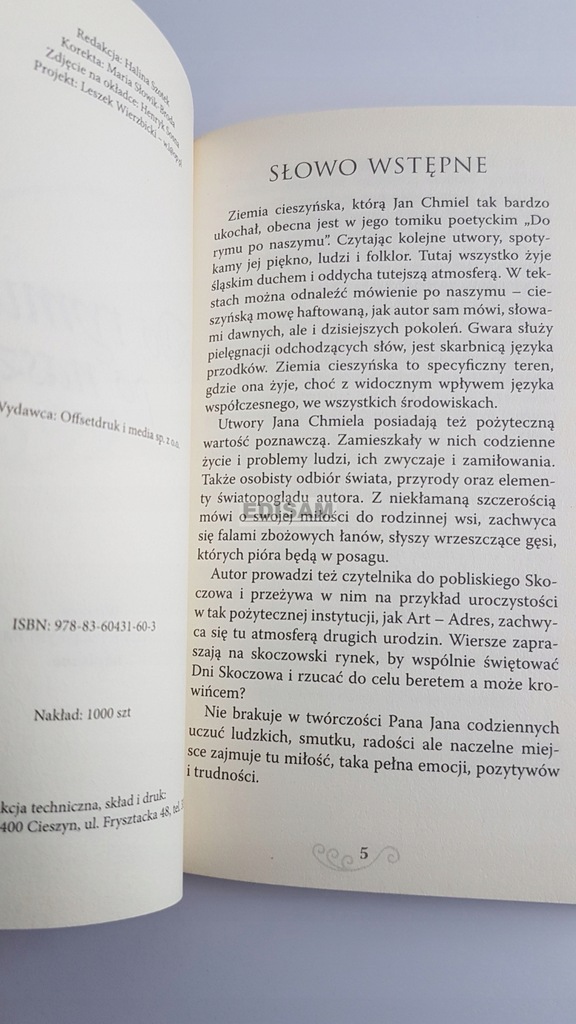 Redakcja: Halina Szotek
Korekta: Maria Słowik-Broda
Zdjęcie na okładce: Henryk
Projekt: Leszek Wierzbicki -
Wydawca: Offsetdruk i media sp. z o.o.
ISBN: 978-83-60431-60-3
Nakład: 1000 szt
kcja techniczna, skład i druk:
400 Cieszyn, ul. Frysztacka 48, tel.
SŁOWO WSTĘPNE
Ziemia cieszyńska, którą Jan Chmiel tak bardzo
ukochał, obecna jest w jego tomiku poetyckim „Do
rymu po naszymu”. Czytając kolejne utwory, spoty-
kamy jej piękno, ludzi i folklor. Tutaj wszystko żyje
śląskim duchem i oddycha tutejszą atmosferą. W tek-
stach można odnaleźć mówienie po naszymu – cie-
szyńską mowę haftowaną, jak autor sam mówi, słowa-
mi dawnych, ale i dzisiejszych pokoleń. Gwara służy
pielęgnacji odchodzących słów, jest skarbnicą języka
przodków. Ziemia cieszyńska to specyficzny teren,
gdzie ona żyje, choć z widocznym wpływem języka
współczesnego, we wszystkich środowiskach.
Utwory Jana Chmiela posiadają też pożyteczną
wartość poznawczą. Zamieszkały w nich codzienne
życie i problemy ludzi, ich zwyczaje i zamiłowania.
Także osobisty odbiór świata, przyrody oraz elemen-
ty światopoglądu autora. Z niekłamaną szczerością
EDISAM
mówi o swojej miłości do rodzinnej wsi, zachwyca
się falami zbożowych łanów, słyszy wrzeszczące gęsi,
których pióra będą w posagu.
Autor prowadzi też czytelnika do pobliskiego Sko-
czowa i przeżywa w nim na przykład uroczystości
w tak pożytecznej instytucji, jak Art – Adres, zachwy-
ca się tu atmosferą drugich urodzin. Wiersze zapra-
szają na skoczowski rynek, by wspólnie świętować
Dni Skoczowa i rzucać do celu beretem a może kro-
wińcem?
Nie brakuje w twórczości Pana Jana codziennych
uczuć ludzkich, smutku, radości ale naczelne miej-
sce zajmuje tu miłość, taka pełna emocji, pozytywów
i trudności.
5